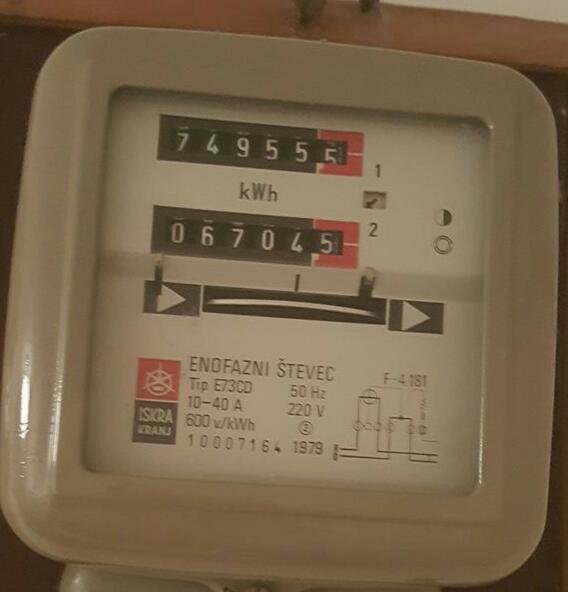 749555
1
kWh
067045
2
ENOFAZNI ŠTEVEC
Tip E73CD 50 Hz
10-40 A 220 V
600 v/kWh 2
10007164 1979
ISKRA
KRANJ
F-4.181